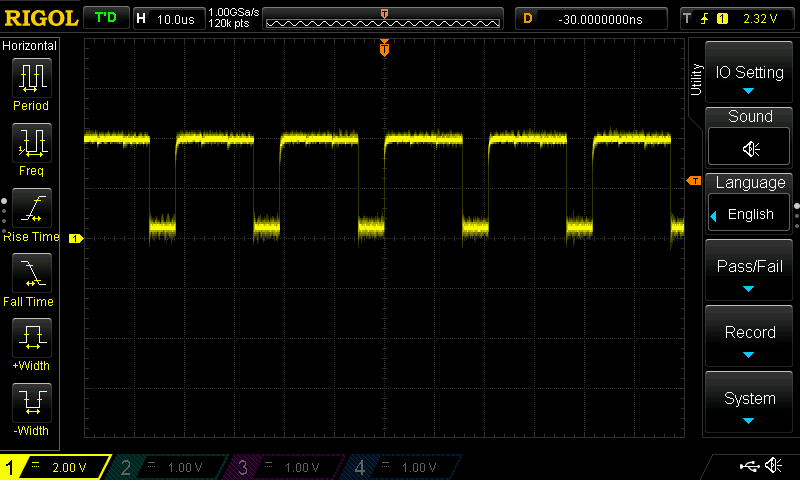 RIGOL T'D H 10.0us 1.00GSa/s 120k pts T D -30.0000000ns T 1 2.32 V
Horizontal
Period
Freq
Rise Time
Fall Time
+Width
-Width
T
T
1
Utility
IO Setting
Sound
Language
English
Pass/Fail
Record
System
1 2.00 V 2 1.00 V 3 1.00 V 4 1.00 V